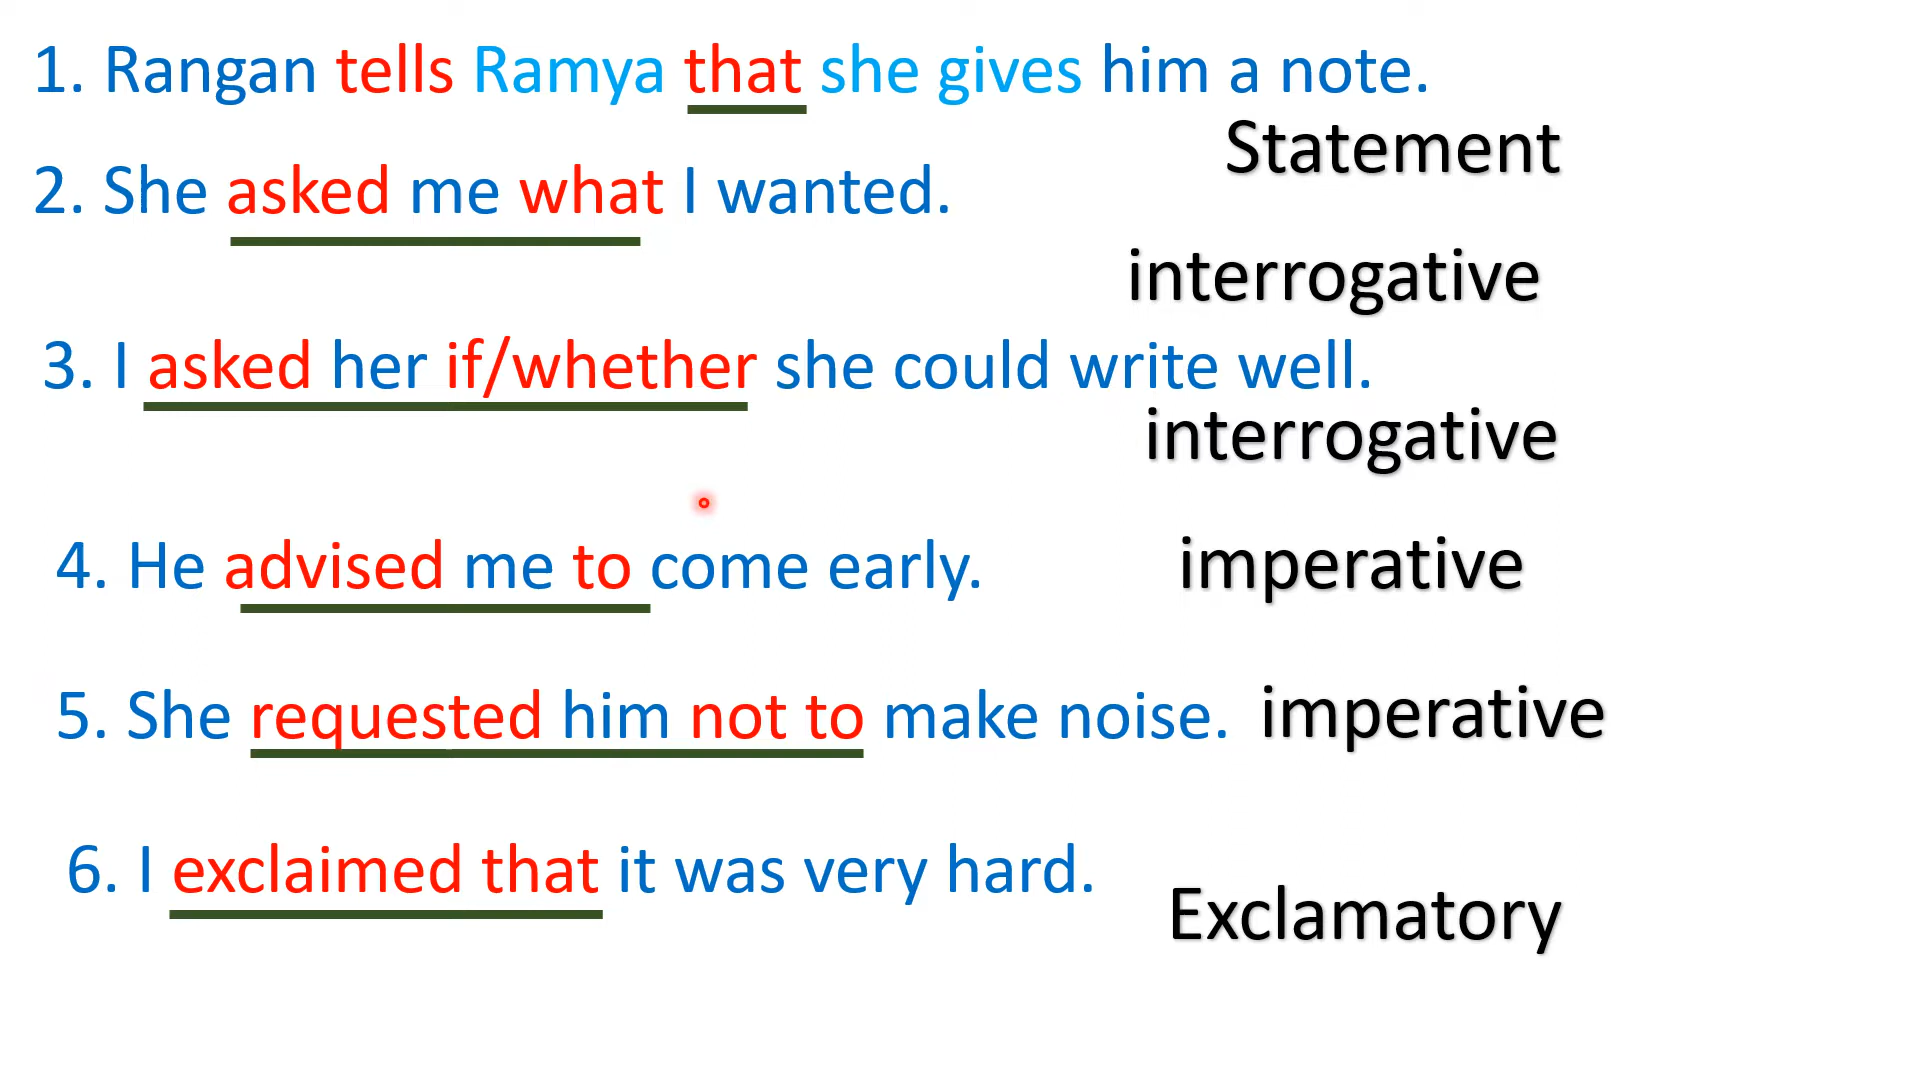 1. Rangan tells Ramya that she gives him a note.
Statement
2. She asked me what I wanted.
interrogative
3. I asked her if/whether she could write well.
interrogative
4. He advised me to come early.
imperative
5. She requested him not to make noise.
imperative
6. I exclaimed that it was very hard.
Exclamatory